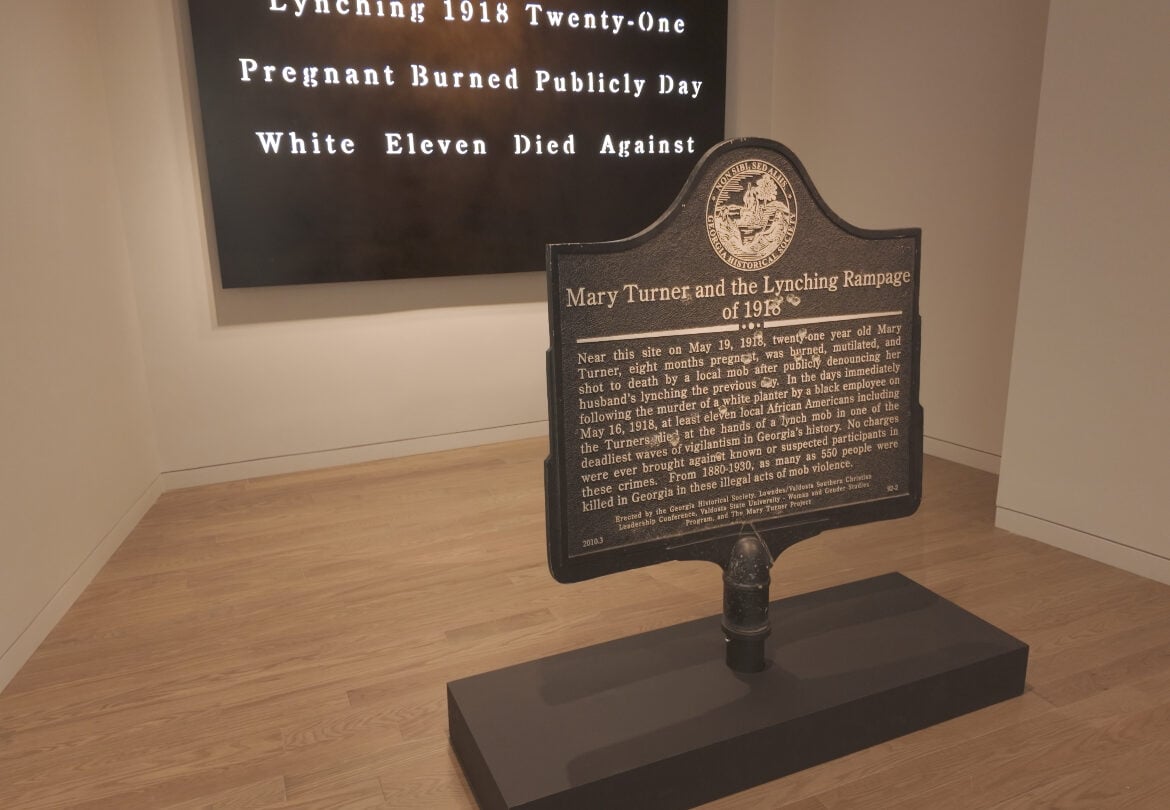 Lynching 1918 Twenty-One
Pregnant Burned Publicly Day
White Eleven Died Against
NON SIBI, SED ALIIS
GEORGIA HISTORICAL SOCIETY
Mary Turner and the Lynching Rampage
of 1918
Near this site on May 19, 1918, twenty-one year old Mary
Turner, eight months pregnant, was burned, mutilated, and
shot to death by a local mob after publicly denouncing her
husband's lynching the previous day. In the days immediately
following the murder of a white planter by a black employee on
May 16, 1918, at least eleven local African Americans including
the Turners died at the hands of a lynch mob in one of the
deadliest waves of vigilantism in Georgia's history. No charges
were ever brought against known or suspected participants in
these crimes. From 1880-1930, as many as 550 people were
killed in Georgia in these illegal acts of mob violence.
Erected by the Georgia Historical Society, Lowndes/Valdosta Southern Christian
Leadership Conference, Valdosta State University - Women and Gender Studies
Program, and The Mary Turner Project
2010.3
92-2